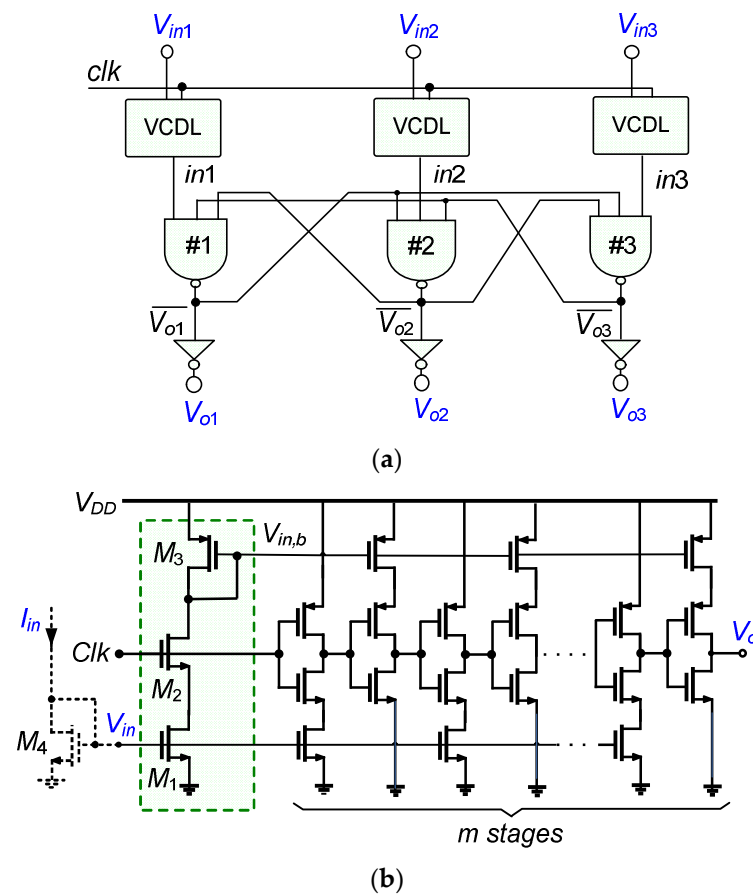 Vin1 Vin2 Vin3
clk
VCDL VCDL VCDL
in1 in2 in3
#1 #2 #3
Vo1 Vo2 Vo3
Vo1 Vo2 Vo3
(a)
VDD
M3 Vin,b
Iin
Clk Vo
M2
Vin
M4
M1
m stages
(b)